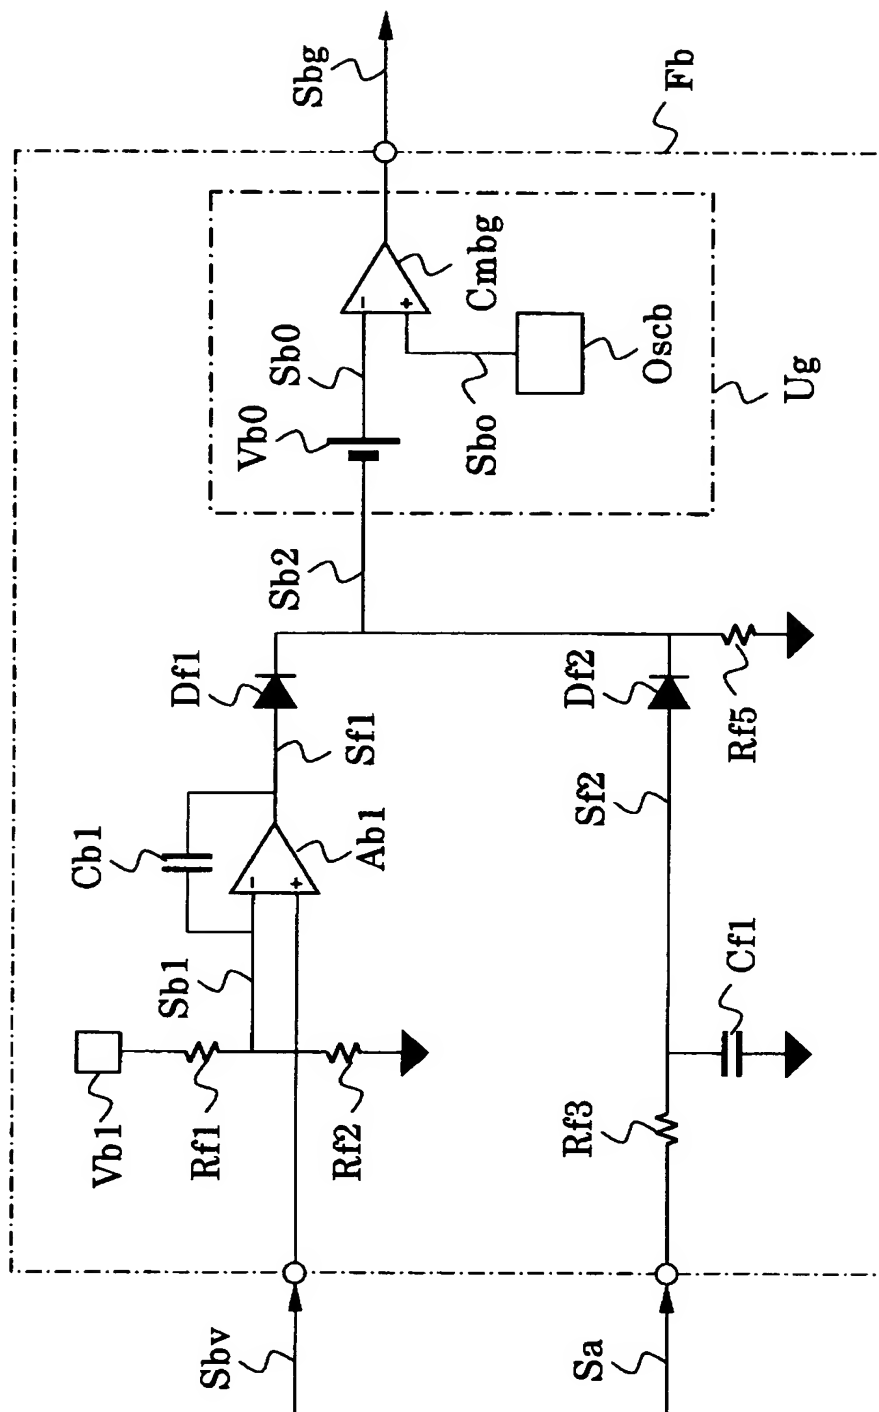 Sbg
Fb
Cmbg
-
+
Sb0
Vb0
Sbo
Oscb
Ug
Sb2
Df1
Df2
Rf5
Sf1
Sf2
Cb1
Ab1
-
+
Sb1
Cf1
Vb1
Rf1
Rf2
Rf3
Sbv
Sa